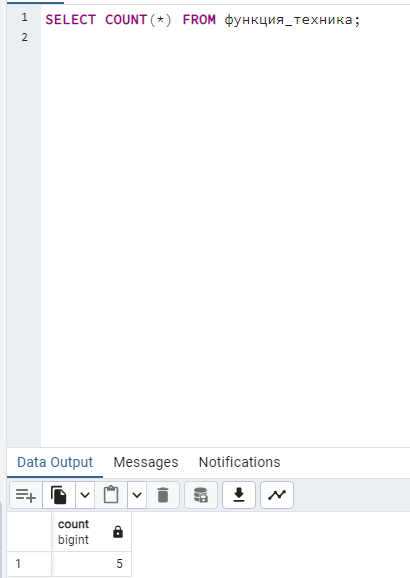 1 SELECT COUNT(*) FROM функция_техника;
2
Data Output Messages Notifications
count
bigint
1 5